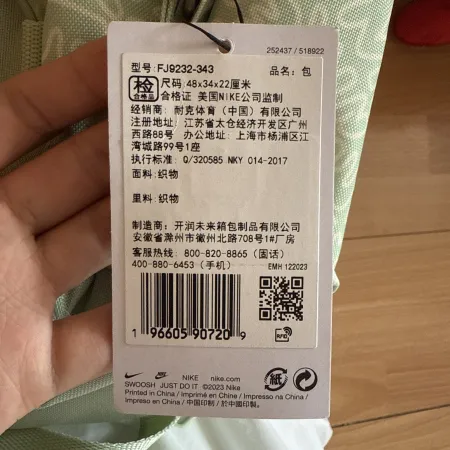 252437 / 518922
型号: FJ9232-343
品名: 包
检
合格品
尺码: 48x34x22厘米
合格证 美国NIKE公司监制
经销商: 耐克体育（中国）有限公司
注册地址: 江苏省太仓经济开发区广州
西路88号 办公地址: 上海市杨浦区江
湾城路99号1座
执行标准: Q/320585 NKY 014-2017
面料: 织物
里料: 织物
制造商: 开润未来箱包制品有限公司
安徽省滁州市徽州北路708号1#厂房
客服热线: 800-820-8865（固话）
400-880-6453（手机）
EMH 122023
1 96605 90720 9
RFID
NIKE nike.com
SWOOSH JUST DO IT ©2023 Nike
Printed in China / Imprimé en Chine / Impreso na China /
Impreso en China / 中国印制 / 於中國印製.
紙